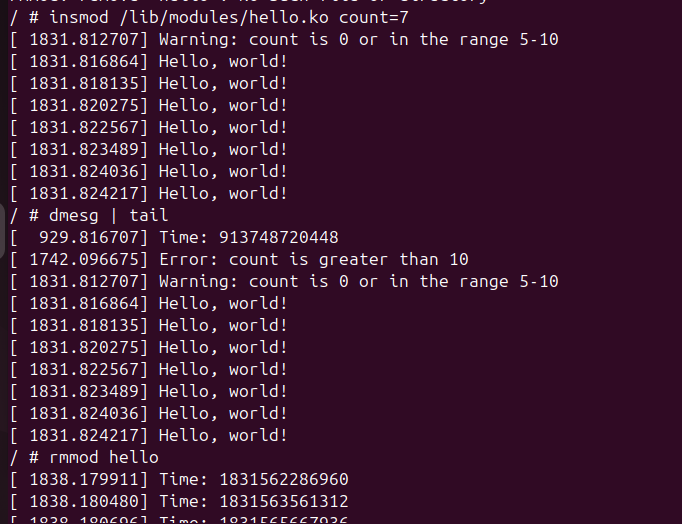 / # insmod /lib/modules/hello.ko count=7
[ 1831.812707] Warning: count is 0 or in the range 5-10
[ 1831.816864] Hello, world!
[ 1831.818135] Hello, world!
[ 1831.820275] Hello, world!
[ 1831.822567] Hello, world!
[ 1831.823489] Hello, world!
[ 1831.824036] Hello, world!
[ 1831.824217] Hello, world!
/ # dmesg | tail
[  929.816707] Time: 913748720448
[ 1742.096675] Error: count is greater than 10
[ 1831.812707] Warning: count is 0 or in the range 5-10
[ 1831.816864] Hello, world!
[ 1831.818135] Hello, world!
[ 1831.820275] Hello, world!
[ 1831.822567] Hello, world!
[ 1831.823489] Hello, world!
[ 1831.824036] Hello, world!
[ 1831.824217] Hello, world!
/ # rmmod hello
[ 1838.179911] Time: 1831562286960
[ 1838.180480] Time: 1831563561312
[ 1838.180696] Time: 1831565667936